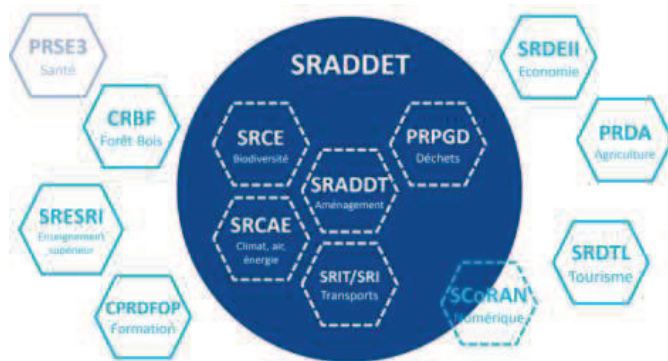 PRSE3
Santé
CRBF
Forêt Bois
SRESRI
Enseignement
supérieur
CPRDFOP
Formation
SRADDET
SRCE
Biodiversité
PRPGD
Déchets
SRADDT
Aménagement
SRCAE
Climat, air,
énergie
SRIT/SRI
Transports
SRDEII
Economie
PRDA
Agriculture
SRDTL
Tourisme
SCoRAN
Numérique